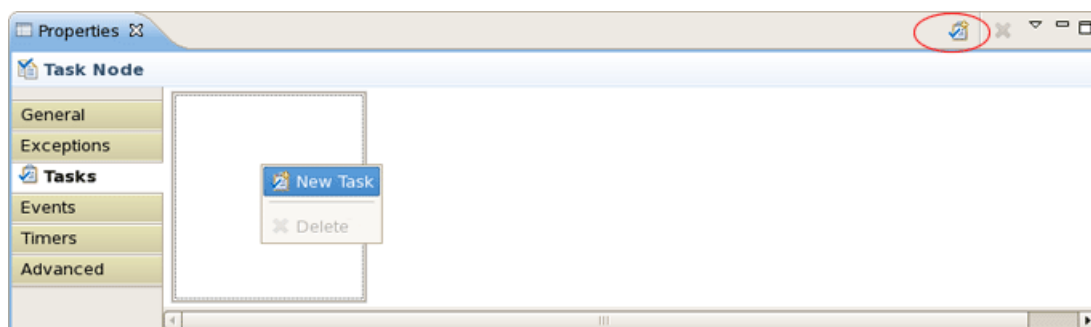 Properties
Task Node
General
Exceptions
Tasks
Events
Timers
Advanced
New Task
Delete